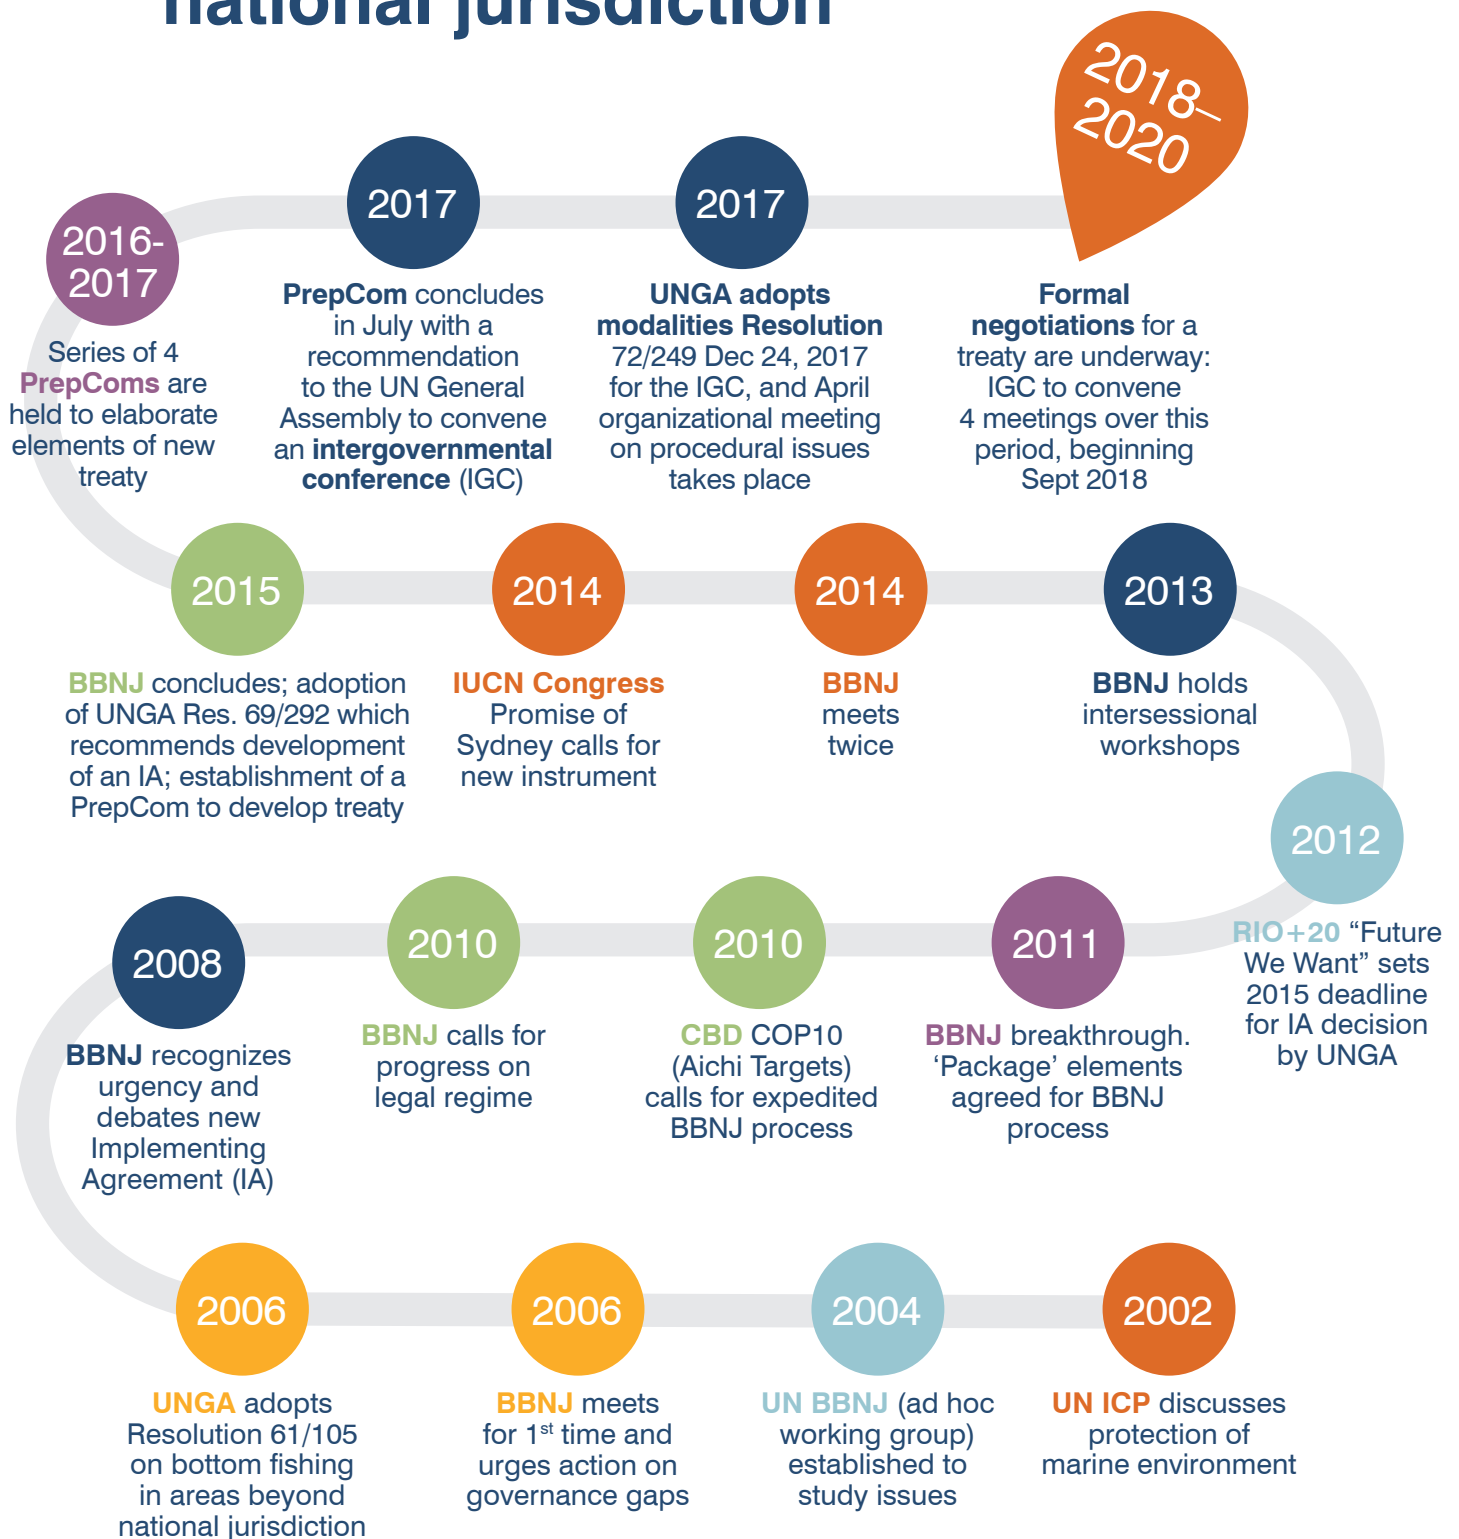 national jurisdiction
2018–
2020
2017
2017
2016-
2017
Series of 4
PrepComs are
held to elaborate
elements of new
treaty
PrepCom concludes
in July with a
recommendation
to the UN General
Assembly to convene
an intergovernmental
conference (IGC)
UNGA adopts
modalities Resolution
72/249 Dec 24, 2017
for the IGC, and April
organizational meeting
on procedural issues
takes place
Formal
negotiations for a
treaty are underway:
IGC to convene
4 meetings over this
period, beginning
Sept 2018
2015
2014
2014
2013
BBNJ concludes; adoption
of UNGA Res. 69/292 which
recommends development
of an IA; establishment of a
PrepCom to develop treaty
IUCN Congress
Promise of
Sydney calls for
new instrument
BBNJ
meets
twice
BBNJ holds
intersessional
workshops
2012
RIO+20 “Future
We Want” sets
2015 deadline
for IA decision
by UNGA
2008
2010
2010
2011
BBNJ recognizes
urgency and
debates new
Implementing
Agreement (IA)
BBNJ calls for
progress on
legal regime
CBD COP10
(Aichi Targets)
calls for expedited
BBNJ process
BBNJ breakthrough.
‘Package’ elements
agreed for BBNJ
process
2006
2006
2004
2002
UNGA adopts
Resolution 61/105
on bottom fishing
in areas beyond
national jurisdiction
BBNJ meets
for 1st time and
urges action on
governance gaps
UN BBNJ (ad hoc
working group)
established to
study issues
UN ICP discusses
protection of
marine environment